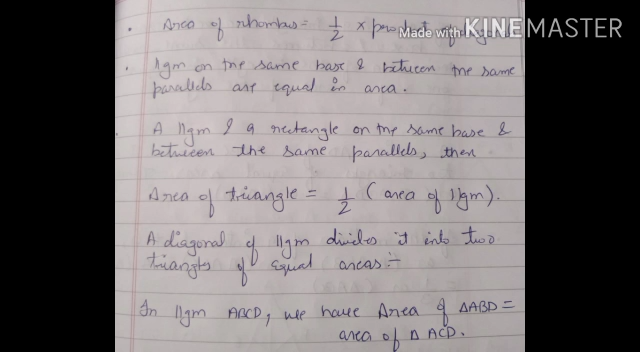 • Area of rhombus = 1/2 × product of
Made with KINEMASTER
• llgm on the same base & between the same
parallels are equal in area.
A llgm & a rectangle on the same base &
between the same parallels, then
Area of triangle = 1/2 (area of llgm).
A diagonal of llgm divides it into two
triangles of equal areas :-
In llgm ABCD, we have Area of ΔABD =
area of Δ ACD.